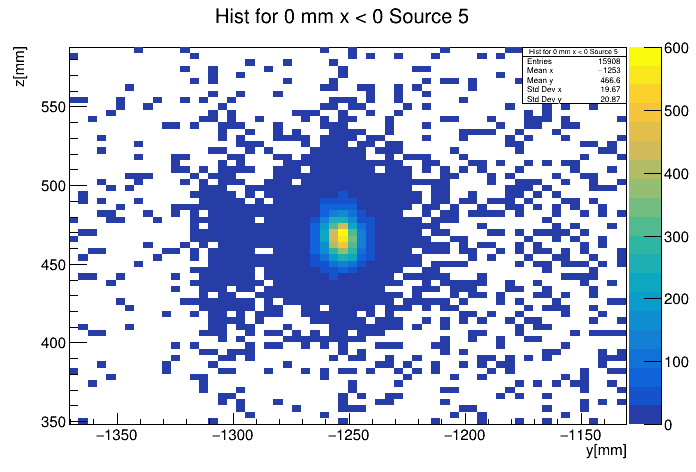 Hist for 0 mm x < 0 Source 5
z[mm]
Hist for 0 mm x < 0 Source 5
Entries 15908
Mean x −1253
Mean y 466.6
Std Dev x 19.67
Std Dev y 20.87
600
550
500
500
400
450
300
400
200
350
100
0
−1350 −1300 −1250 −1200 −1150
y[mm]